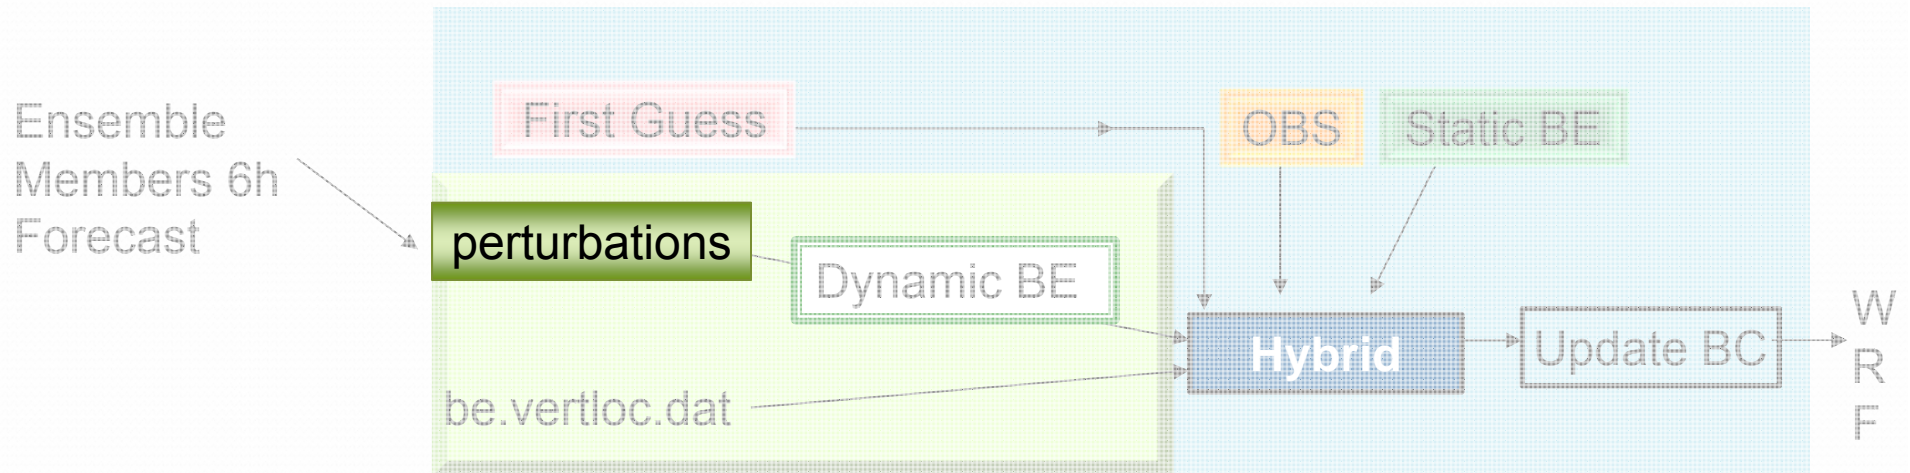 Ensemble
Members 6h
Forecast
First Guess
OBS
Static BE
perturbations
Dynamic BE
be.vertloc.dat
Hybrid
Update BC
W
R
F